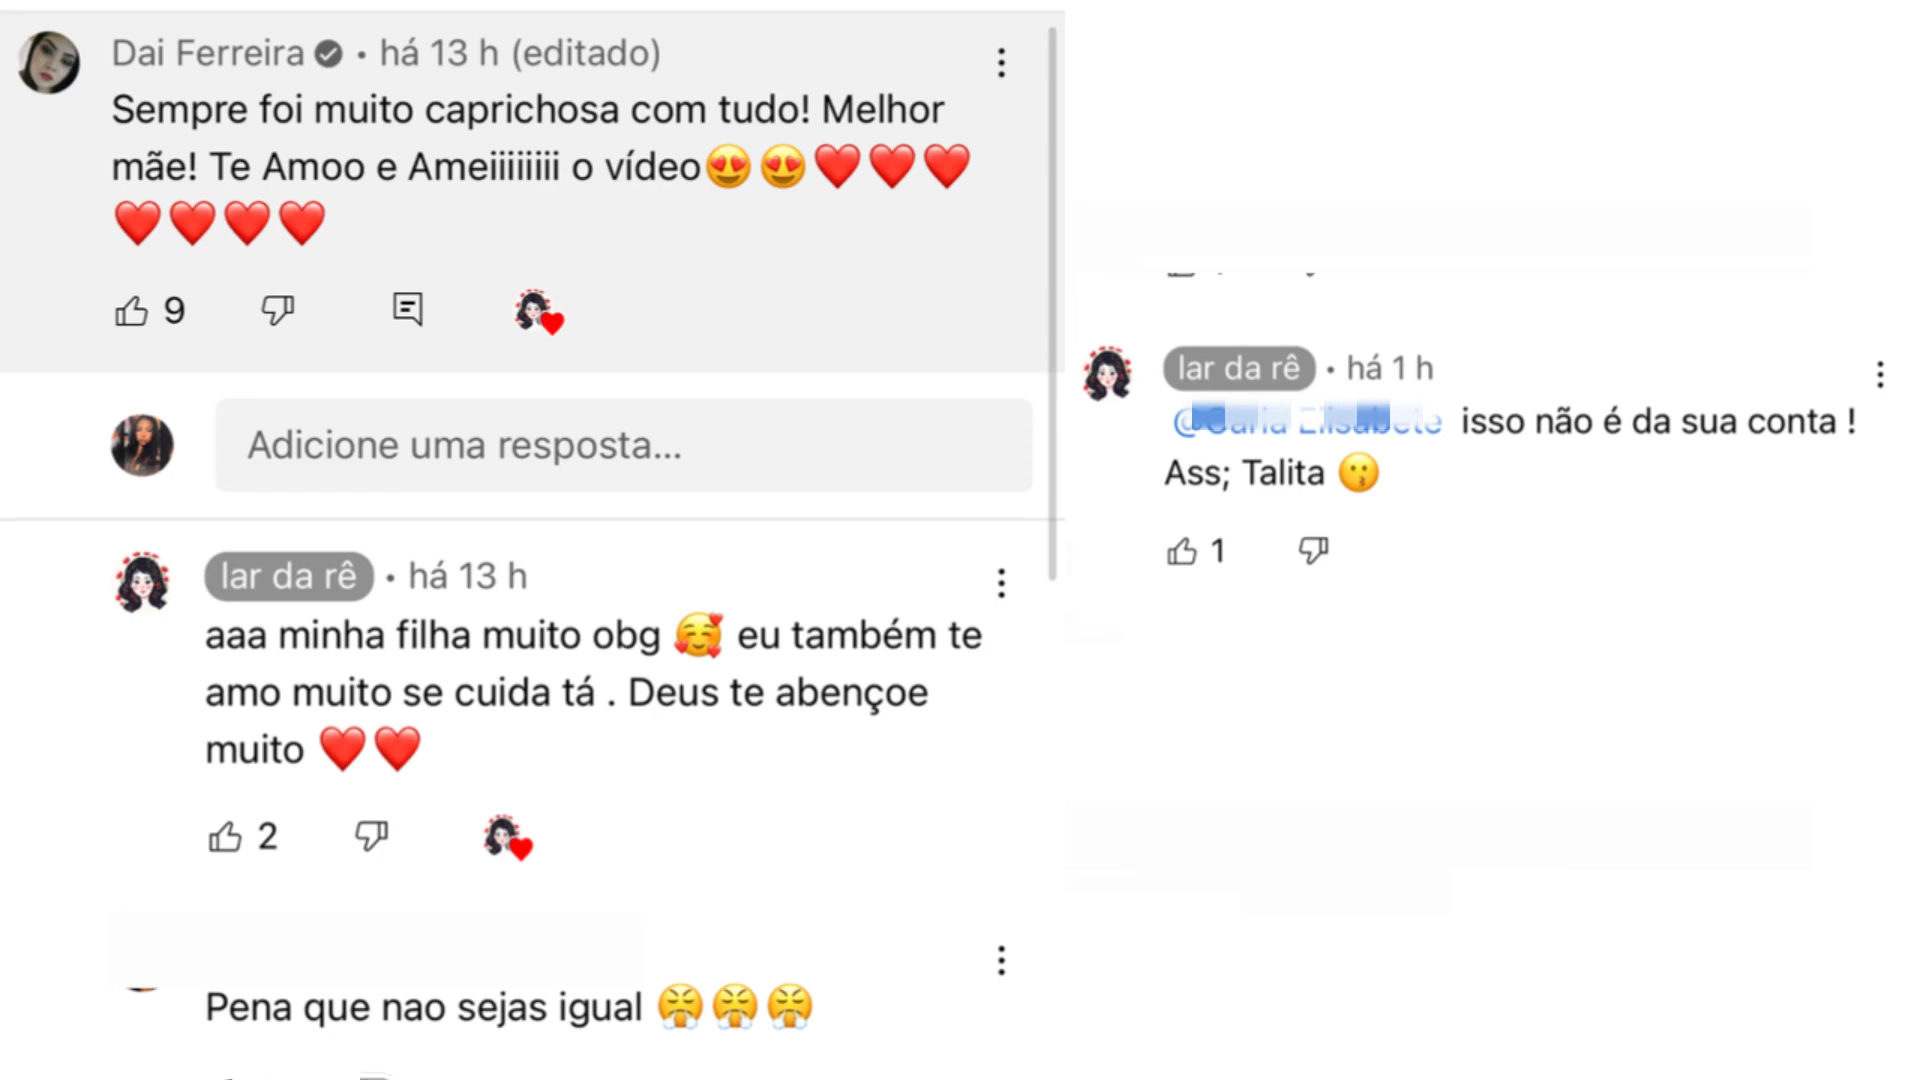 Dai Ferreira • há 13 h (editado)
Sempre foi muito caprichosa com tudo! Melhor
mãe! Te Amoo e Ameiiiiiiiii o vídeo😍😍❤️❤️❤️
❤️❤️❤️❤️
9
Adicione uma resposta...
lar da rê • há 13 h
aaa minha filha muito obg 🥰 eu também te
amo muito se cuida tá . Deus te abençoe
muito ❤️❤️
2
Pena que nao sejas igual 😤😤😤
lar da rê • há 1 h
isso não é da sua conta !
Ass; Talita 😗
1